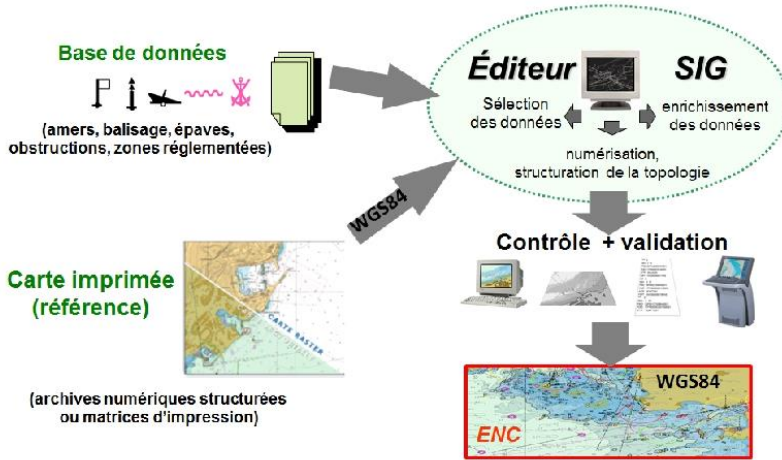 Base de données
(amers, balisage, épaves,
obstructions, zones réglementées)
Éditeur SIG
Sélection
des données
enrichissement
des données
numérisation,
structuration de la topologie
WGS84
Carte imprimée
(référence)
CARTE RASTER
(archives numériques structurées
ou matrices d'impression)
Contrôle + validation
WGS84
ENC